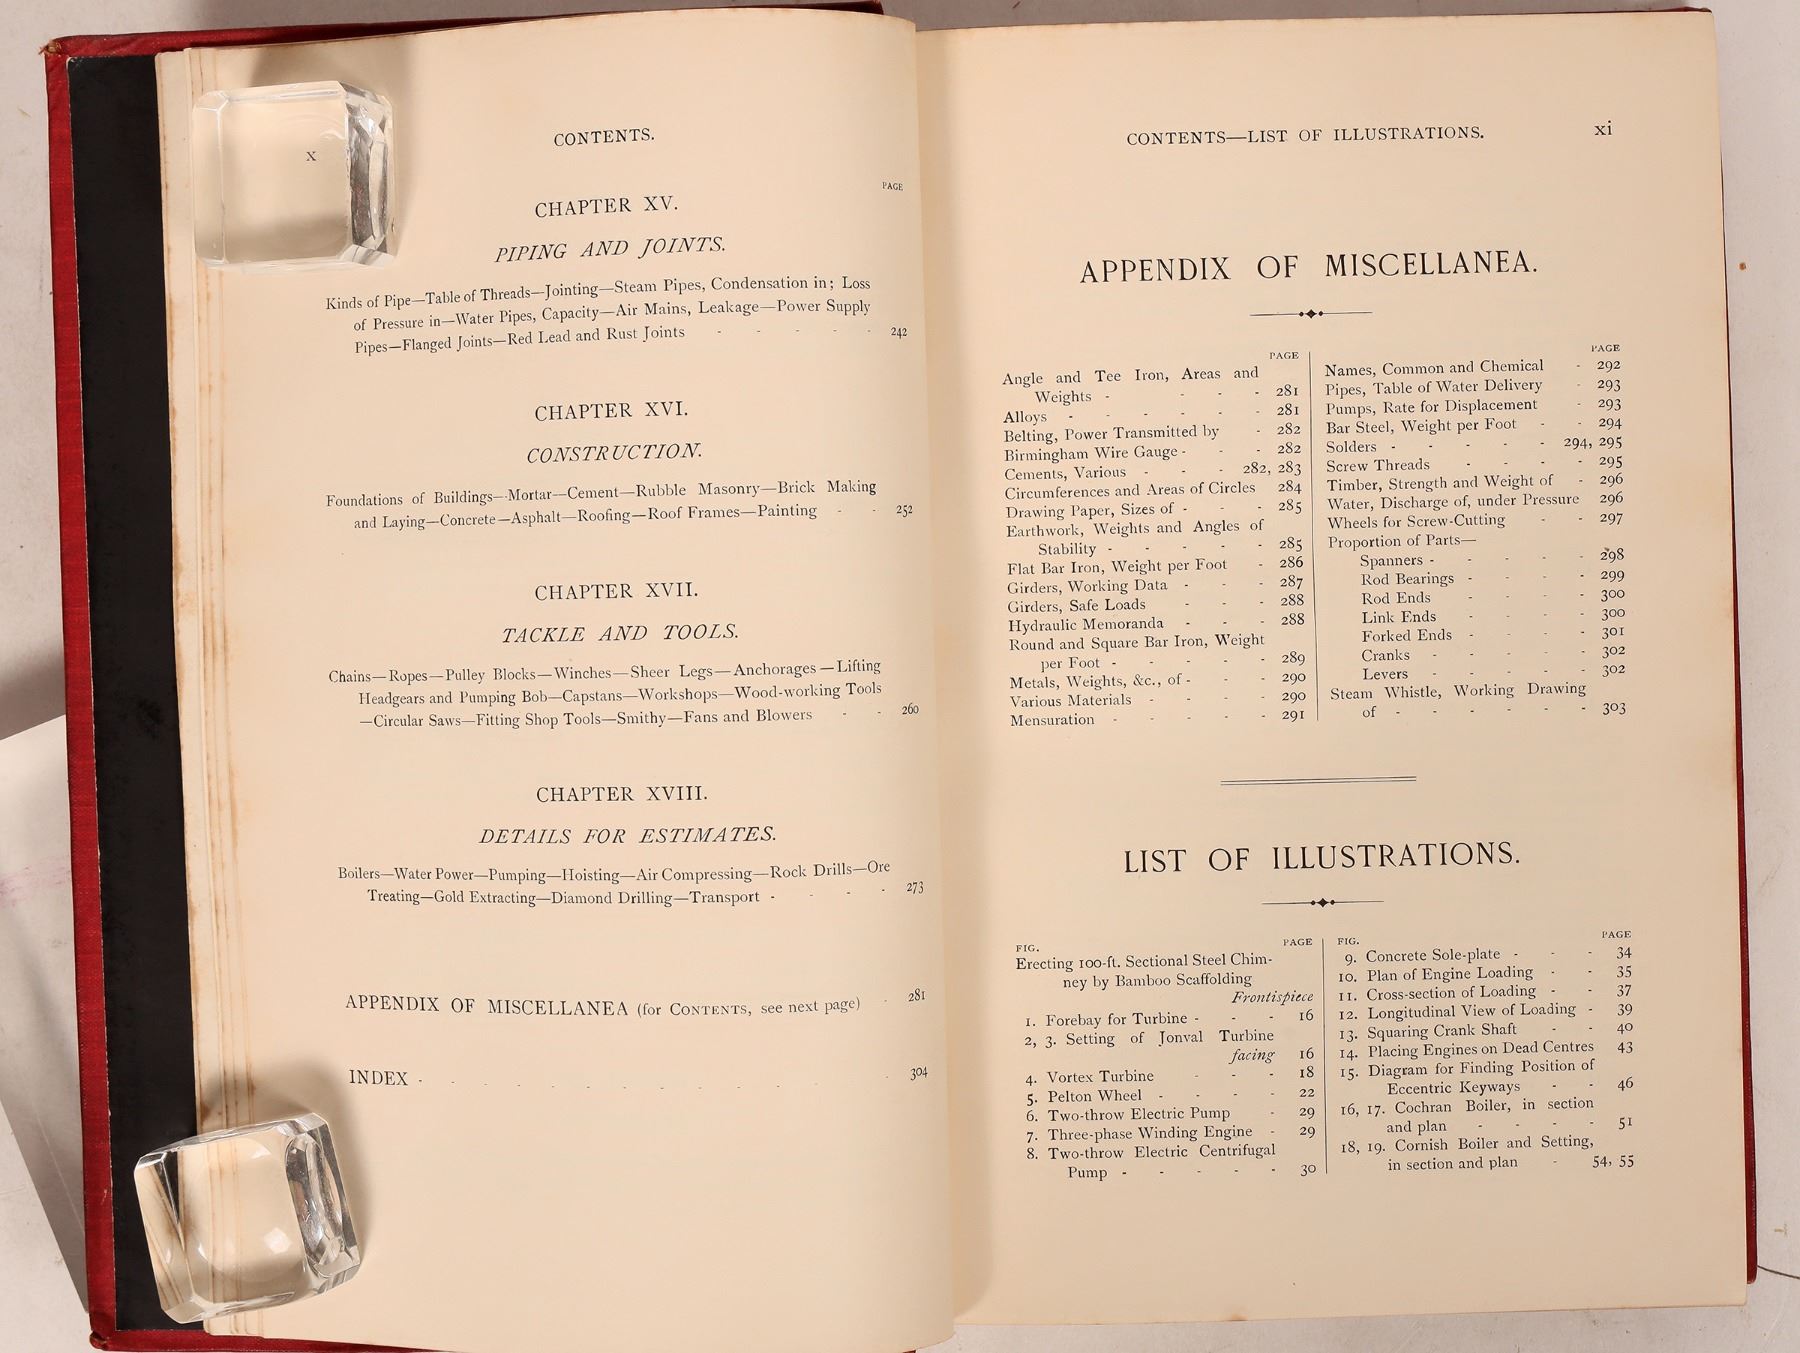 x
CONTENTS.
PAGE
CHAPTER XV.
PIPING AND JOINTS.
Kinds of Pipe—Table of Threads—Jointing—Steam Pipes, Condensation in; Loss
of Pressure in—Water Pipes, Capacity—Air Mains, Leakage—Power Supply
Pipes—Flanged Joints—Red Lead and Rust Joints - - - - - 242
CHAPTER XVI.
CONSTRUCTION.
Foundations of Buildings—Mortar—Cement—Rubble Masonry—Brick Making
and Laying—Concrete—Asphalt—Roofing—Roof Frames—Painting - - 252
CHAPTER XVII.
TACKLE AND TOOLS.
Chains—Ropes—Pulley Blocks—Winches—Sheer Legs—Anchorages—Lifting
Headgears and Pumping Bob—Capstans—Workshops—Wood-working Tools
—Circular Saws—Fitting Shop Tools—Smithy—Fans and Blowers - - 260
CHAPTER XVIII.
DETAILS FOR ESTIMATES.
Boilers—Water Power—Pumping—Hoisting—Air Compressing—Rock Drills—Ore
Treating—Gold Extracting—Diamond Drilling—Transport - - - - 273
APPENDIX OF MISCELLANEA (for CONTENTS, see next page) - 281
INDEX - - - - - - - - - - - 304
CONTENTS—LIST OF ILLUSTRATIONS.
xi
APPENDIX OF MISCELLANEA.
PAGE
Angle and Tee Iron, Areas and
Weights - - - - 281
Alloys - - - - - - 281
Belting, Power Transmitted by - 282
Birmingham Wire Gauge - - - 282
Cements, Various - - - 282, 283
Circumferences and Areas of Circles 284
Drawing Paper, Sizes of - - - 285
Earthwork, Weights and Angles of
Stability - - - - - 285
Flat Bar Iron, Weight per Foot - 286
Girders, Working Data - - - 287
Girders, Safe Loads - - - 288
Hydraulic Memoranda - - - 288
Round and Square Bar Iron, Weight
per Foot - - - - - 289
Metals, Weights, &c., of - - - 290
Various Materials - - - - 290
Mensuration - - - - - 291
PAGE
Names, Common and Chemical - 292
Pipes, Table of Water Delivery - 293
Pumps, Rate for Displacement - 293
Bar Steel, Weight per Foot - - 294
Solders - - - - - 294, 295
Screw Threads - - - - 295
Timber, Strength and Weight of - 296
Water, Discharge of, under Pressure 296
Wheels for Screw-Cutting - - 297
Proportion of Parts—
Spanners - - - - - 298
Rod Bearings - - - - 299
Rod Ends - - - - 300
Link Ends - - - - 300
Forked Ends - - - - 301
Cranks - - - - - 302
Levers - - - - - 302
Steam Whistle, Working Drawing
of - - - - - - 303
LIST OF ILLUSTRATIONS.
FIG. PAGE
Erecting 100-ft. Sectional Steel Chim-
ney by Bamboo Scaffolding
Frontispiece
1. Forebay for Turbine - - - 16
2, 3. Setting of Jonval Turbine
facing 16
4. Vortex Turbine - - - 18
5. Pelton Wheel - - - - 22
6. Two-throw Electric Pump - 29
7. Three-phase Winding Engine - 29
8. Two-throw Electric Centrifugal
Pump - - - - - 30
FIG. PAGE
9. Concrete Sole-plate - - - 34
10. Plan of Engine Loading - - 35
11. Cross-section of Loading - - 37
12. Longitudinal View of Loading - 39
13. Squaring Crank Shaft - - 40
14. Placing Engines on Dead Centres 43
15. Diagram for Finding Position of
Eccentric Keyways - - 46
16, 17. Cochran Boiler, in section
and plan - - - - 51
18, 19. Cornish Boiler and Setting,
in section and plan - 54, 55